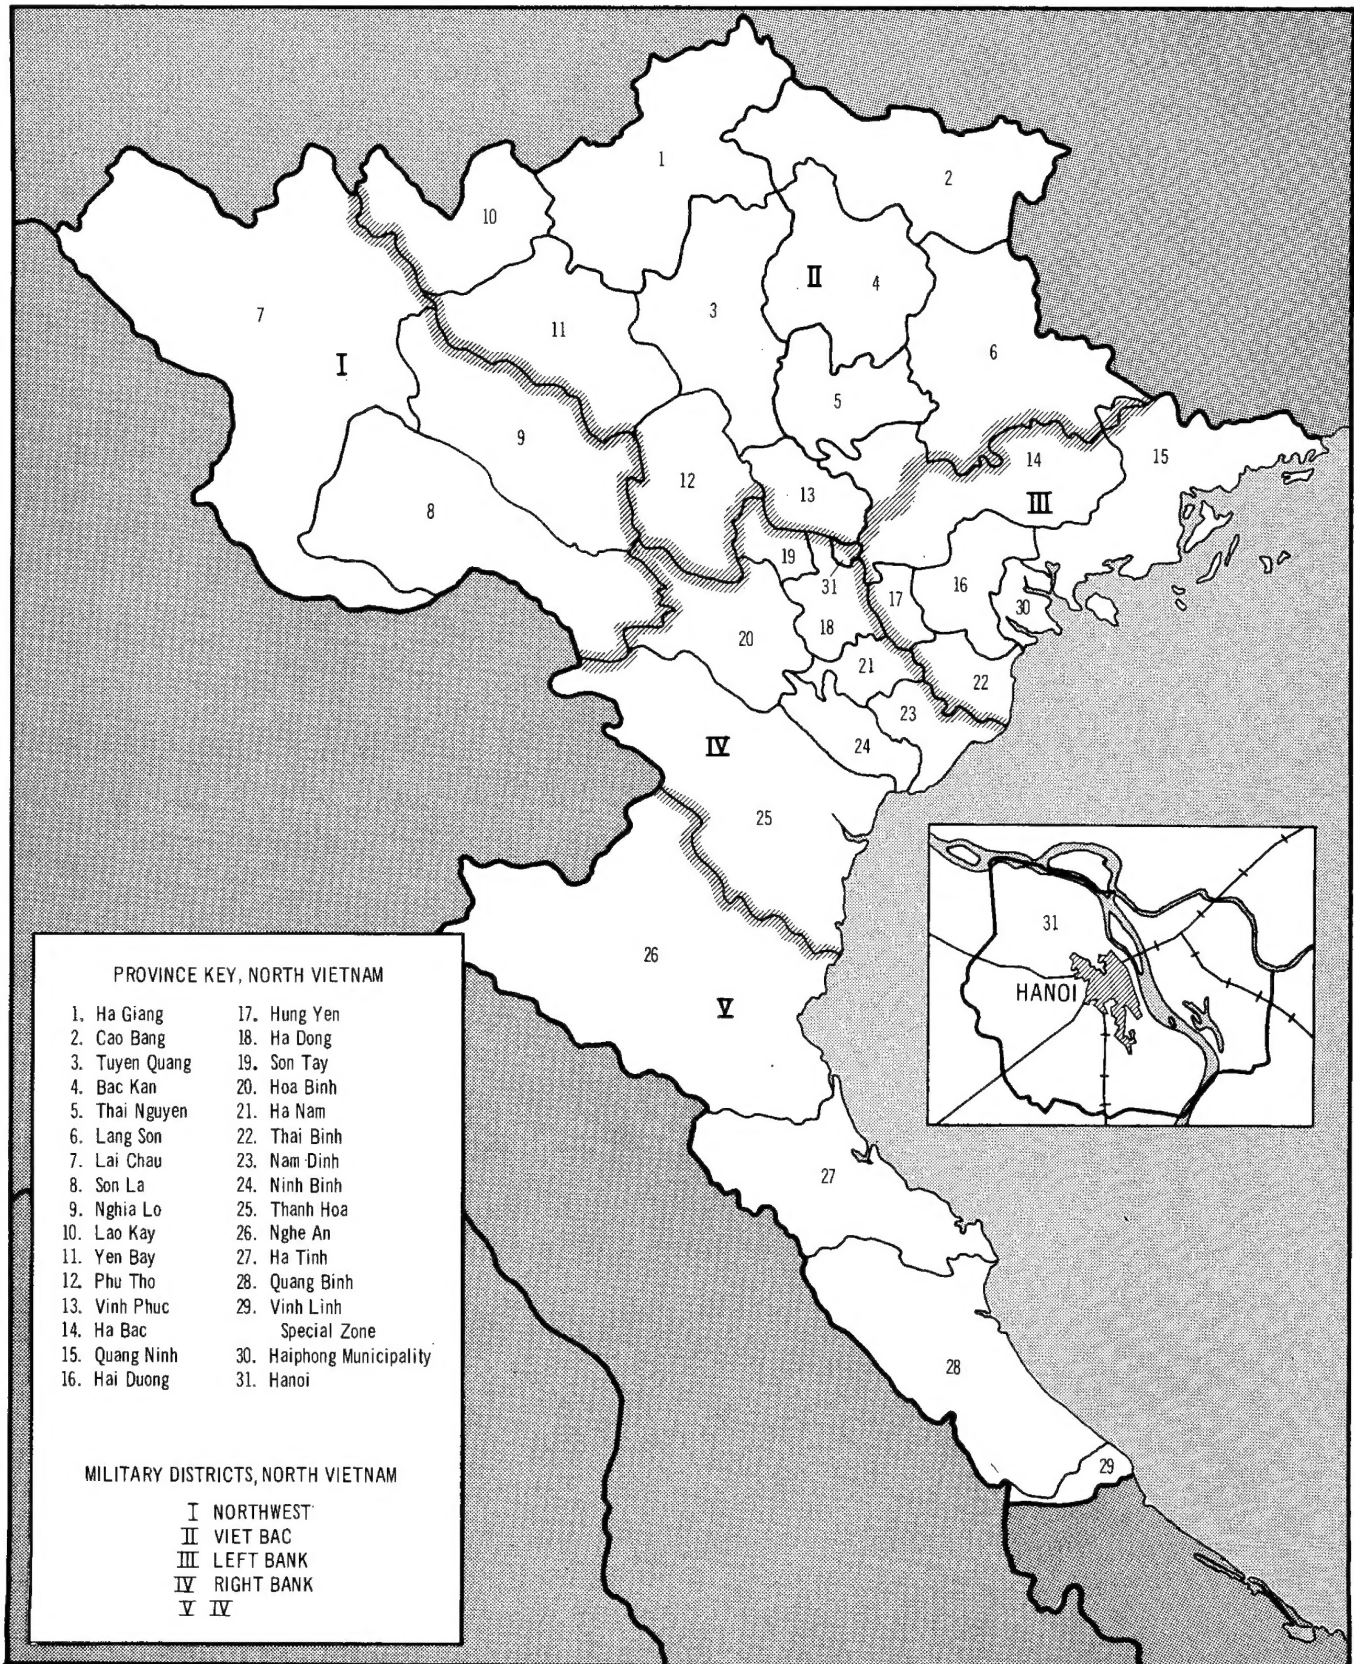 1
2
10
II
4
7
3
11
6
I
5
9
14
15
12
13
8
III
19
16
31
17
30
18
20
21
22
23
IV
24
25
31
HANOI
26
V
27
28
29
PROVINCE KEY, NORTH VIETNAM
1. Ha Giang
2. Cao Bang
3. Tuyen Quang
4. Bac Kan
5. Thai Nguyen
6. Lang Son
7. Lai Chau
8. Son La
9. Nghia Lo
10. Lao Kay
11. Yen Bay
12. Phu Tho
13. Vinh Phuc
14. Ha Bac
15. Quang Ninh
16. Hai Duong
17. Hung Yen
18. Ha Dong
19. Son Tay
20. Hoa Binh
21. Ha Nam
22. Thai Binh
23. Nam Dinh
24. Ninh Binh
25. Thanh Hoa
26. Nghe An
27. Ha Tinh
28. Quang Binh
29. Vinh Linh
Special Zone
30. Haiphong Municipality
31. Hanoi
MILITARY DISTRICTS, NORTH VIETNAM
I NORTHWEST
II VIET BAC
III LEFT BANK
IV RIGHT BANK
V IV